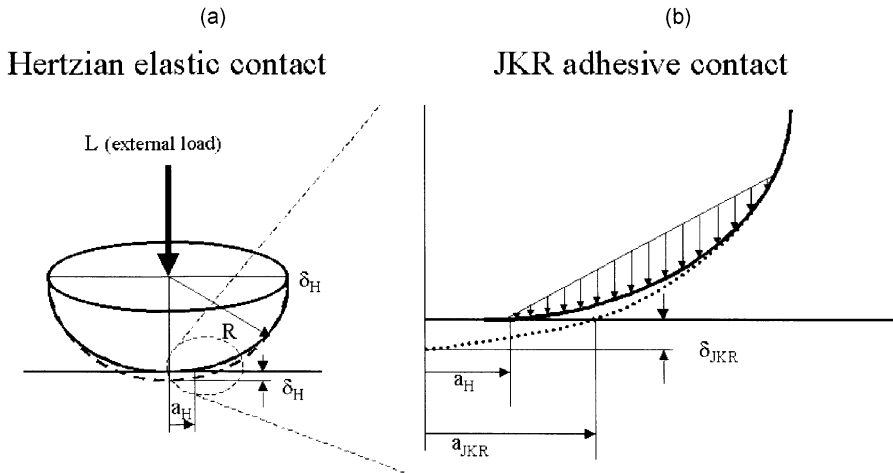 (a)
(b)
Hertzian elastic contact
JKR adhesive contact
L (external load)
δH
R
δH
aH
δJKR
aH
aJKR